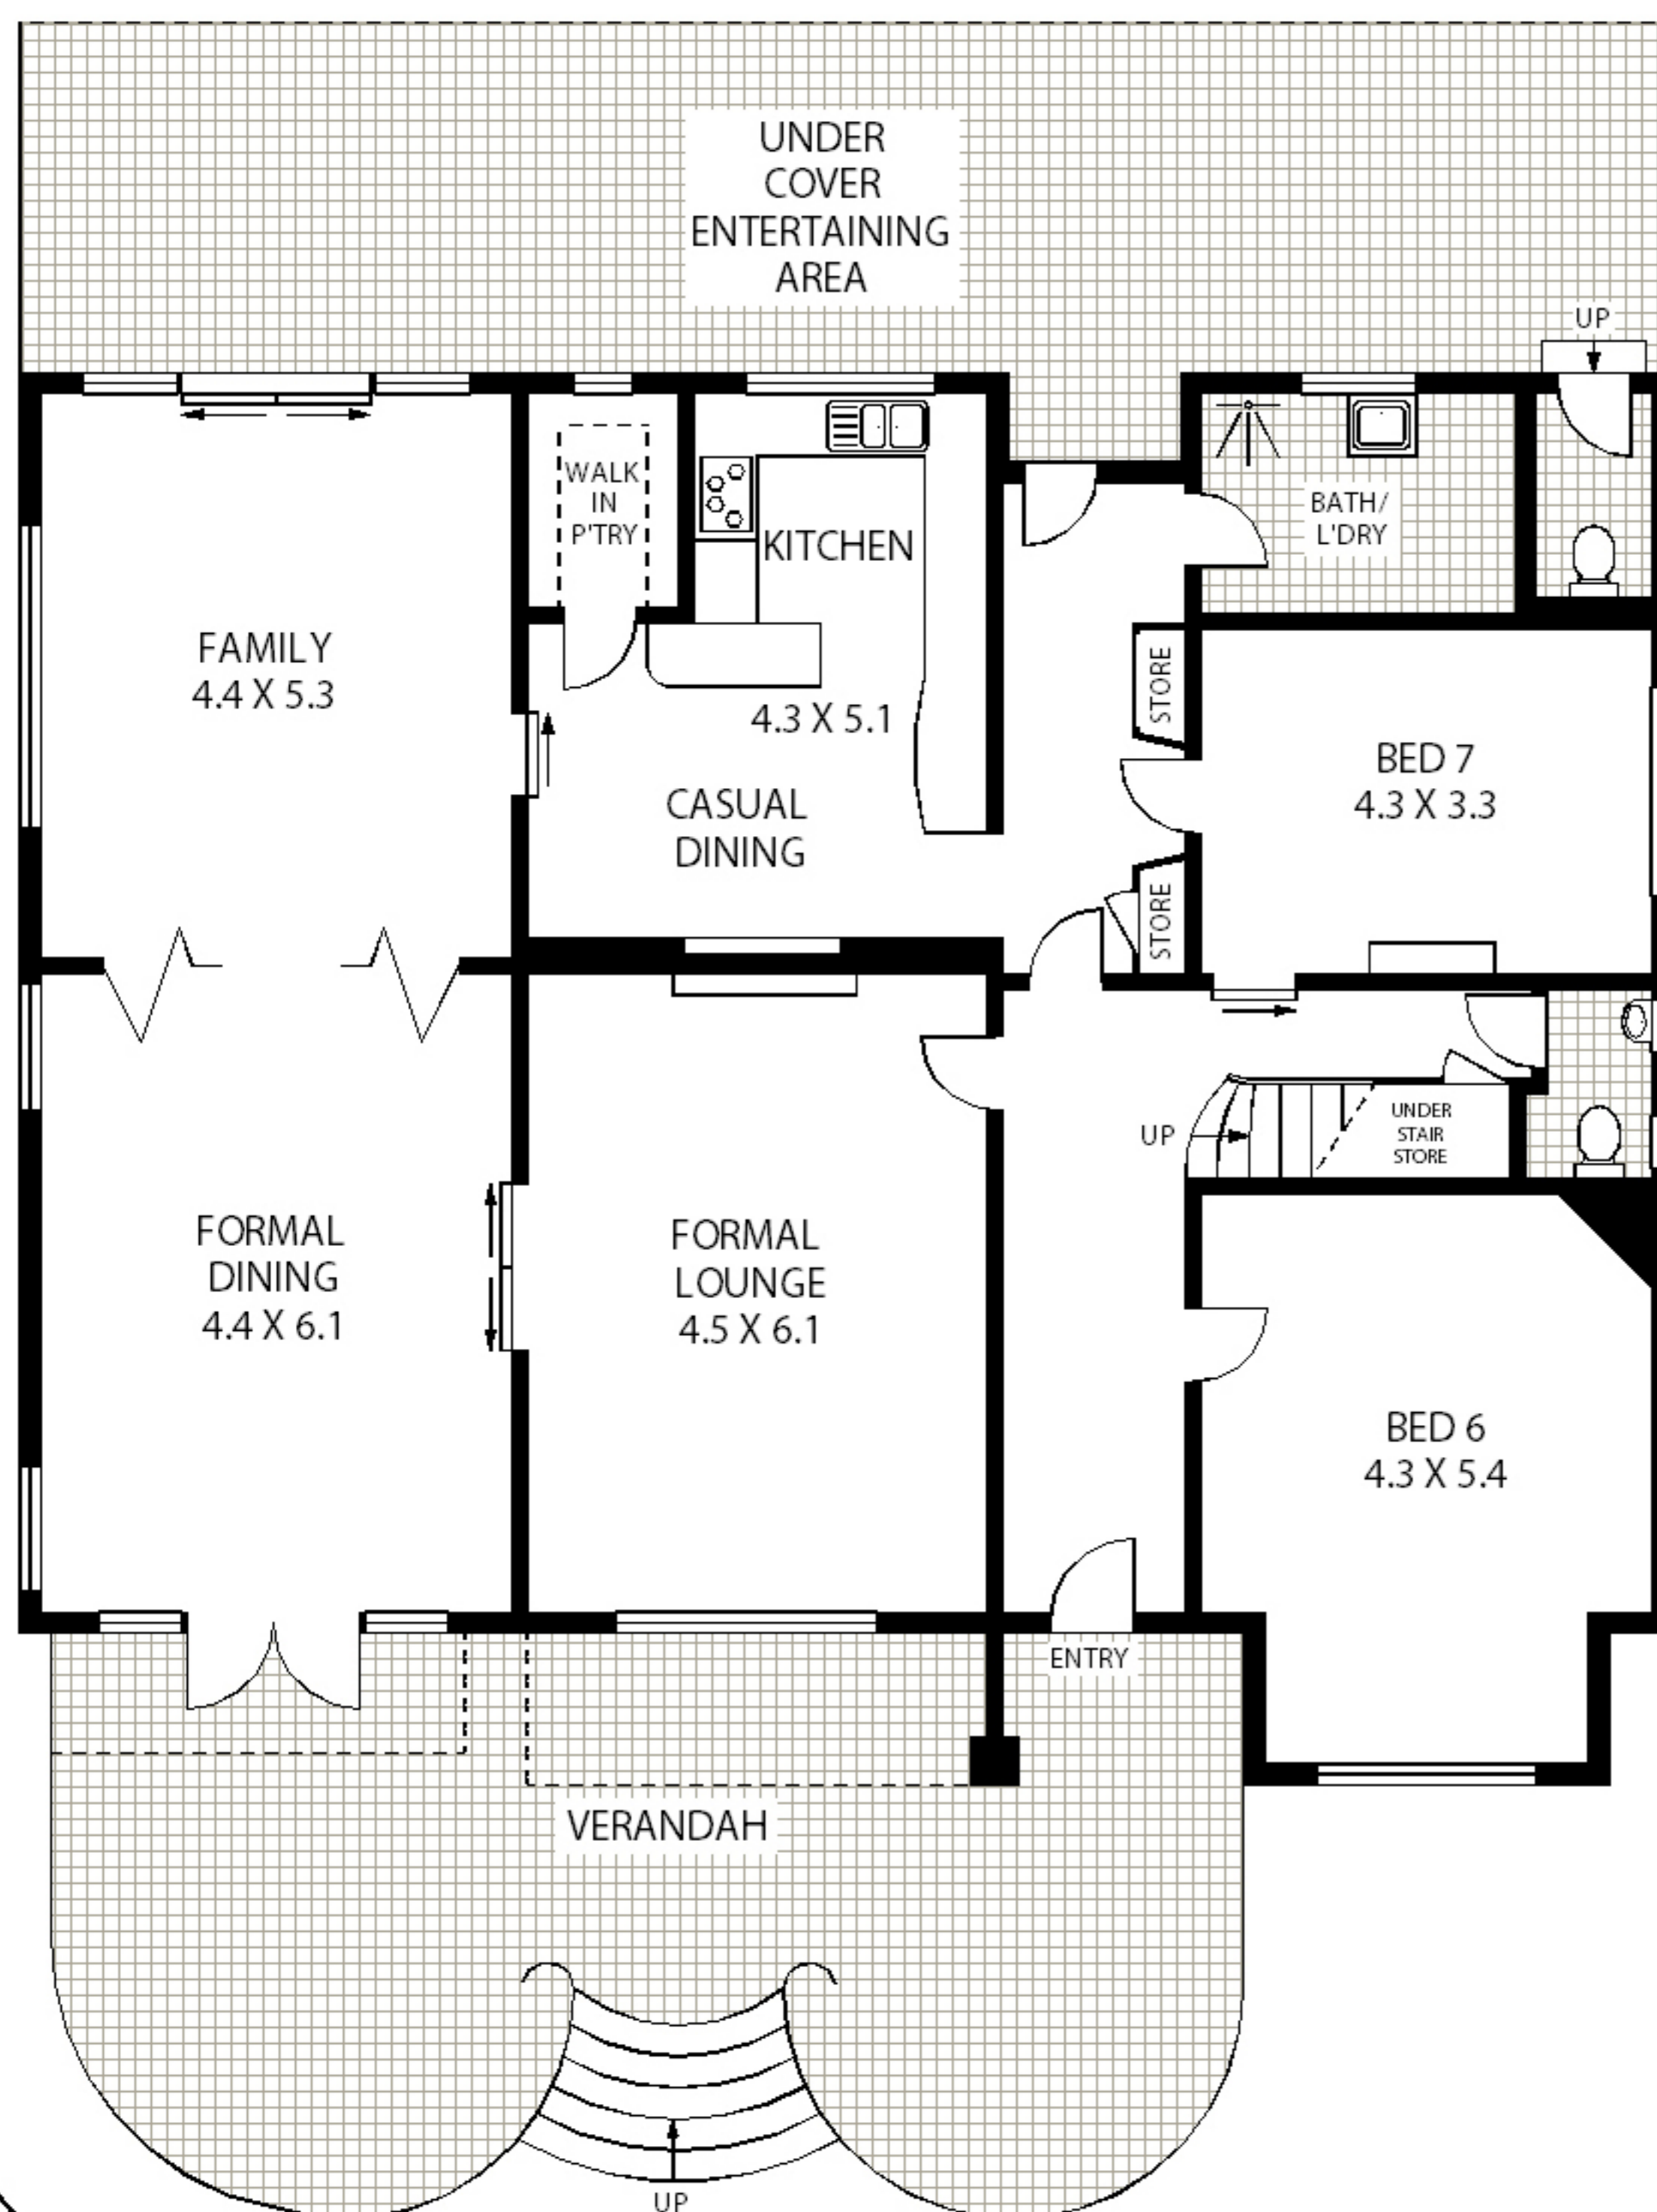 UNDER
COVER
ENTERTAINING
AREA
UP
WALK
IN
P'TRY
KITCHEN
BATH/
L'DRY
FAMILY
4.4 X 5.3
STORE
4.3 X 5.1
BED 7
4.3 X 3.3
CASUAL
DINING
STORE
UP
UNDER
STAIR
STORE
FORMAL
DINING
4.4 X 6.1
FORMAL
LOUNGE
4.5 X 6.1
BED 6
4.3 X 5.4
ENTRY
VERANDAH
UP